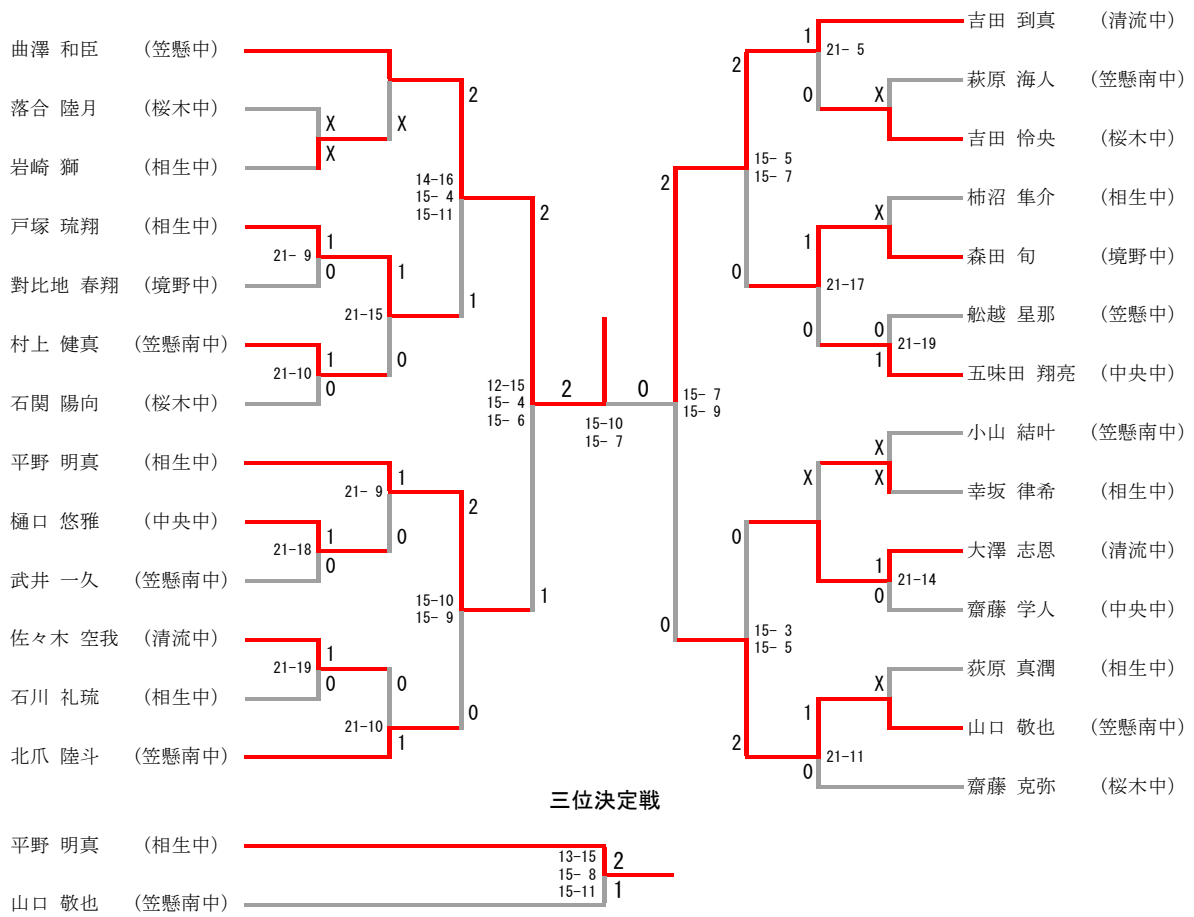 曲澤 和臣 (笠懸中)
落合 陸月 (桜木中)
岩崎 獅 (相生中)
戸塚 琉翔 (相生中)
對比地 春翔 (境野中)
村上 健真 (笠懸南中)
石関 陽向 (桜木中)
平野 明真 (相生中)
樋口 悠雅 (中央中)
武井 一久 (笠懸南中)
佐々木 空我 (清流中)
石川 礼琉 (相生中)
北爪 陸斗 (笠懸南中)
X
X
21- 9
1
0
21-10
1
0
21-18
1
0
21-19
1
0
X
21-15
1
0
21- 9
1
0
21-10
0
1
14-16
15- 4
15-11
2
1
15-10
15- 9
2
0
12-15
15- 4
15- 6
2
1
2
0
15-10
15- 7
2
0
15- 7
15- 9
2
0
15- 5
15- 7
0
2
15- 3
15- 5
1
0
21- 5
1
0
21-17
X
1
0
21-11
X
X
0
1
21-19
X
X
1
0
21-14
X
吉田 到真 (清流中)
萩原 海人 (笠懸南中)
吉田 怜央 (桜木中)
柿沼 隼介 (相生中)
森田 旬 (境野中)
舩越 星那 (笠懸中)
五味田 翔亮 (中央中)
小山 結叶 (笠懸南中)
幸坂 律希 (相生中)
大澤 志恩 (清流中)
齋藤 学人 (中央中)
荻原 真潤 (相生中)
山口 敬也 (笠懸南中)
齋藤 克弥 (桜木中)
三位決定戦
平野 明真 (相生中)
山口 敬也 (笠懸南中)
13-15
15- 8
15-11
2
1